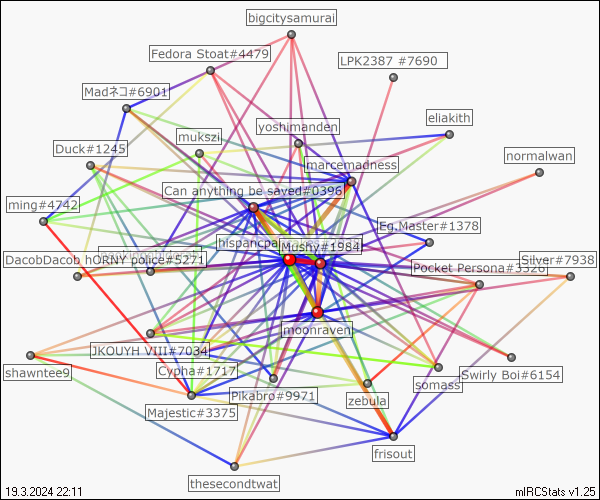 bigcitysamurai
Fedora Stoat#4479
LPK2387 #7690
Madネコ#6901
eliakith
yoshimanden
mukszi
Duck#1245
marcemadness
normalwan
Can anything be saved#0396
ming#4742
Eg.Master#1378
Mushy#1984
DacobDacob hORNY police#5271
Silver#7938
Pocket Persona#3526
moonraven
JKOUYH VIII#7034
shawntee9
Cypha#1717
Swirly Boi#6154
somass
Pikabro#9971
zebula
Majestic#3375
frisout
thesecondtwat
19.3.2024 22:11
mIRCStats v1.25